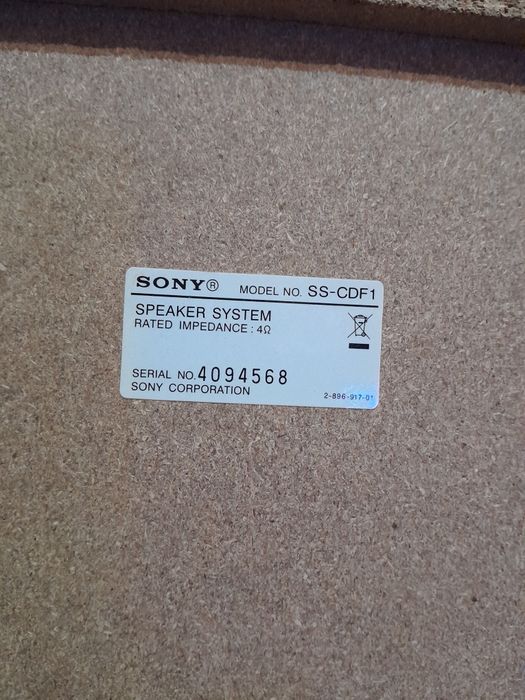 SONY® MODEL NO. SS-CDF1
SPEAKER SYSTEM
RATED IMPEDANCE : 4Ω
SERIAL NO. 4094568
SONY CORPORATION 2-896-917-01